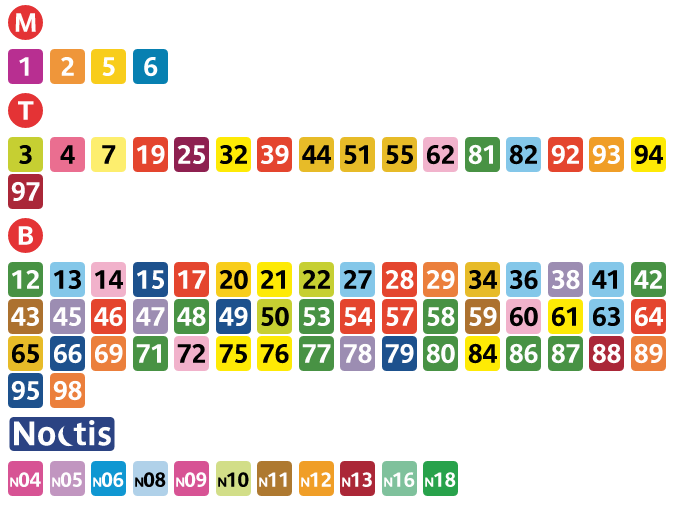 M
1 2 5 6
T
3 4 7 19 25 32 39 44 51 55 62 81 82 92 93 94
97
B
12 13 14 15 17 20 21 22 27 28 29 34 36 38 41 42
43 45 46 47 48 49 50 53 54 57 58 59 60 61 63 64
65 66 69 71 72 75 76 77 78 79 80 84 86 87 88 89
95 98
Noctis
N04 N05 N06 N08 N09 N10 N11 N12 N13 N16 N18